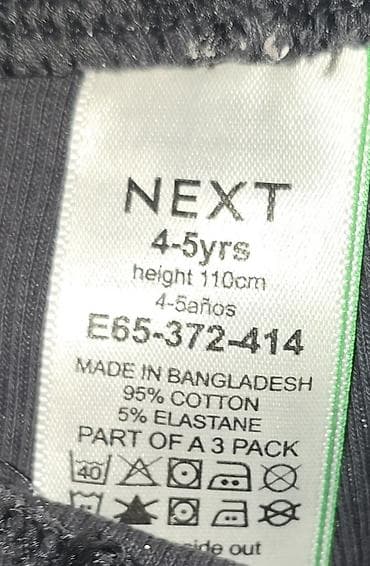 NEXT
4-5yrs
height 110cm
4-5años
E65-372-414
MADE IN BANGLADESH
95% COTTON
5% ELASTANE
PART OF A 3 PACK
40
out